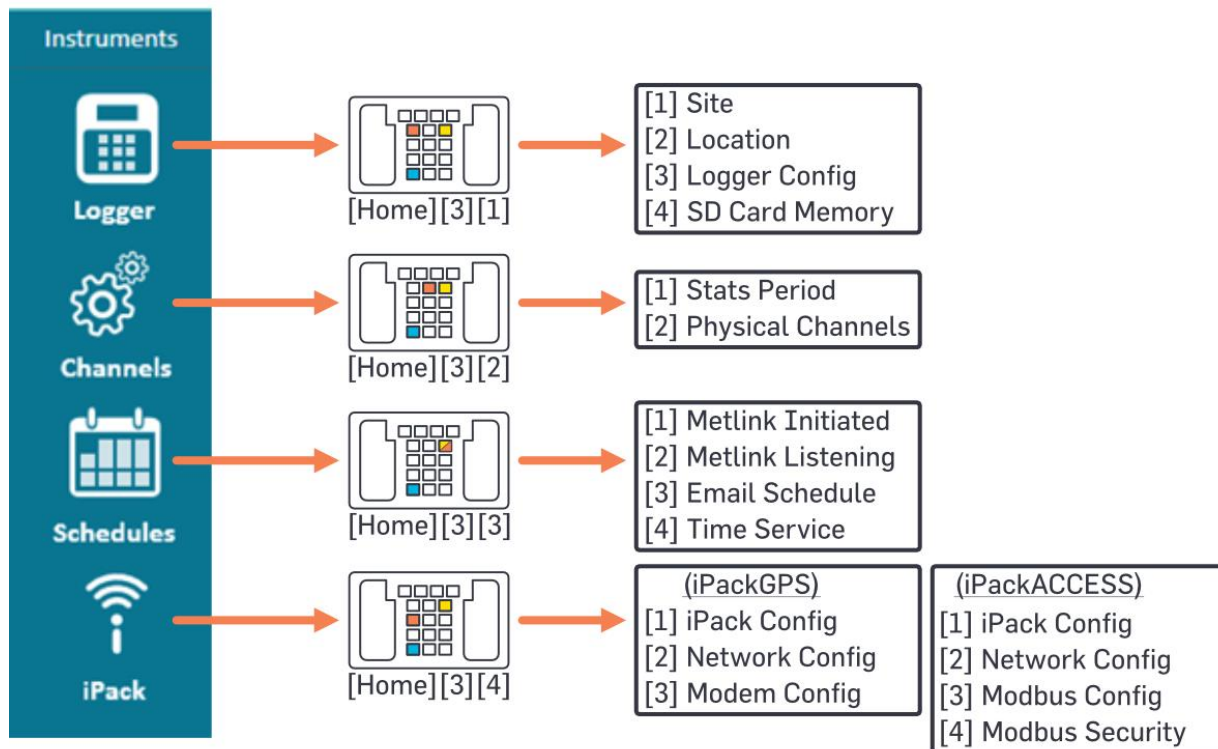 Instruments
Logger
[Home][3][1]
[1] Site
[2] Location
[3] Logger Config
[4] SD Card Memory
Channels
[Home][3][2]
[1] Stats Period
[2] Physical Channels
Schedules
[Home][3][3]
[1] Metlink Initiated
[2] Metlink Listening
[3] Email Schedule
[4] Time Service
iPack
[Home][3][4]
(iPackGPS)
[1] iPack Config
[2] Network Config
[3] Modem Config
(iPackACCESS)
[1] iPack Config
[2] Network Config
[3] Modbus Config
[4] Modbus Security